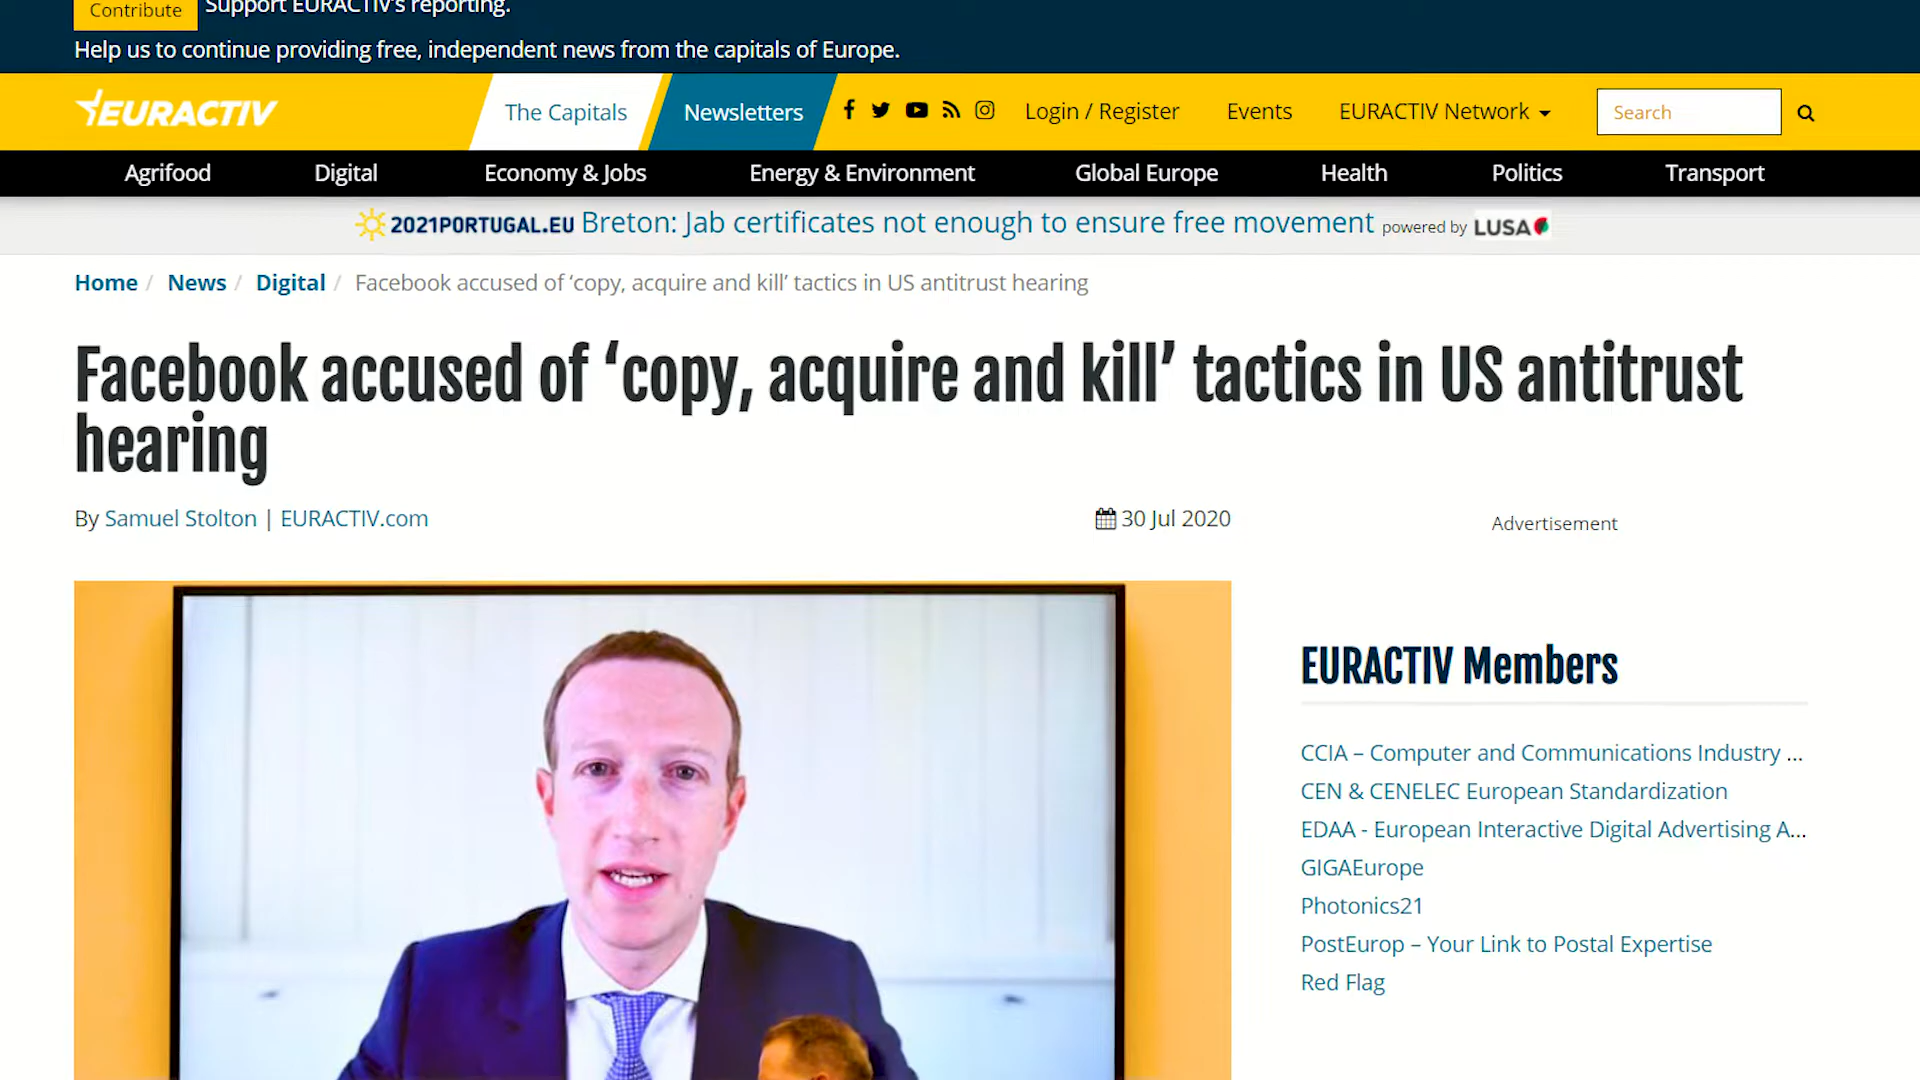 Contribute
Support EURACTIV's reporting.
Help us to continue providing free, independent news from the capitals of Europe.
EURACTIV
The Capitals
Newsletters
Login / Register
Events
EURACTIV Network
Search
Agrifood
Digital
Economy & Jobs
Energy & Environment
Global Europe
Health
Politics
Transport
2021PORTUGAL.EU Breton: Jab certificates not enough to ensure free movement powered by LUSA
Home / News / Digital / Facebook accused of ‘copy, acquire and kill’ tactics in US antitrust hearing
Facebook accused of ‘copy, acquire and kill’ tactics in US antitrust
hearing
By Samuel Stolton | EURACTIV.com
30 Jul 2020
Advertisement
EURACTIV Members
CCIA – Computer and Communications Industry ...
CEN & CENELEC European Standardization
EDAA - European Interactive Digital Advertising A...
GIGAEurope
Photonics21
PostEurop – Your Link to Postal Expertise
Red Flag